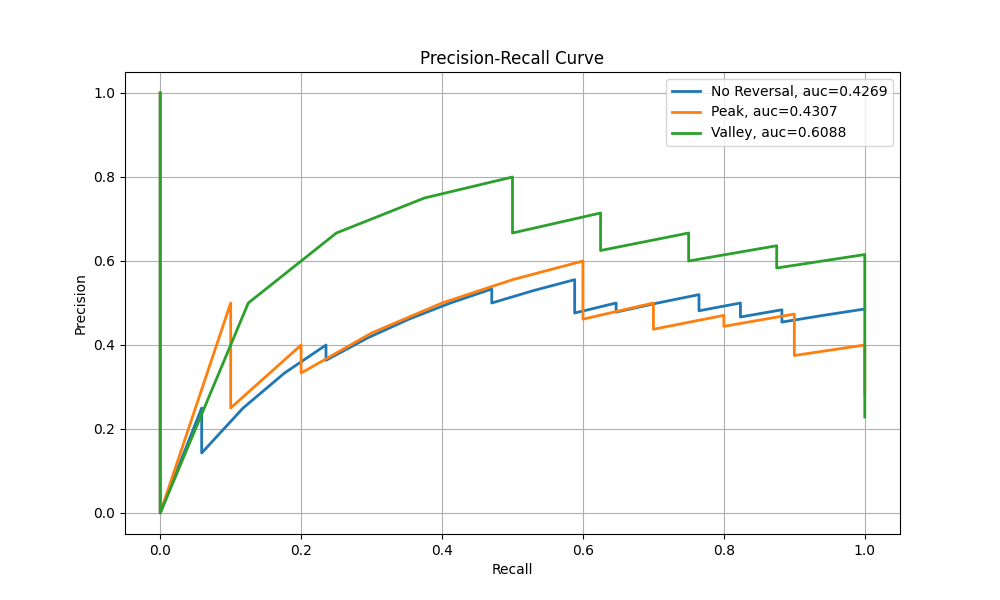 Precision-Recall Curve
No Reversal, auc=0.4269
Peak, auc=0.4307
Valley, auc=0.6088
Precision
1.0
0.8
0.6
0.4
0.2
0.0
0.0 0.2 0.4 0.6 0.8 1.0
Recall